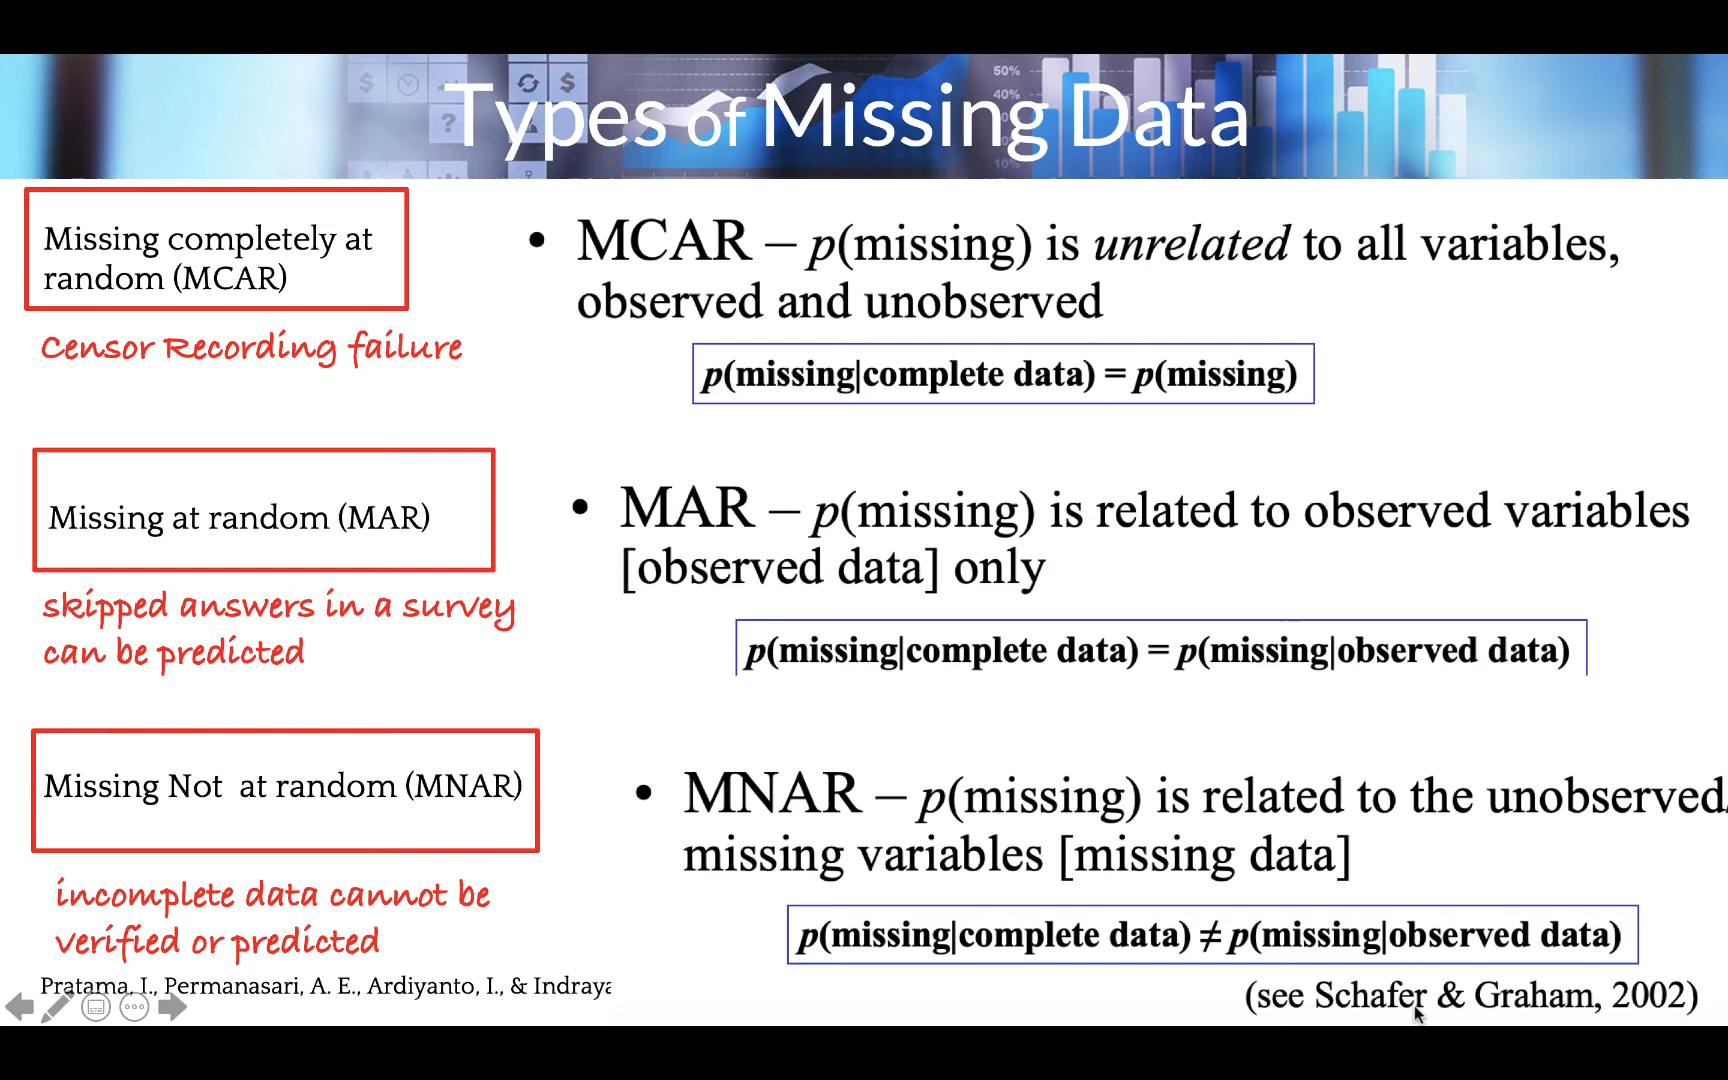 Types of Missing Data
50%
40%
10%
Missing completely at
random (MCAR)
Censor Recording failure
• MCAR – p(missing) is unrelated to all variables,
observed and unobserved
p(missing|complete data) = p(missing)
Missing at random (MAR)
skipped answers in a survey
can be predicted
• MAR – p(missing) is related to observed variables
[observed data] only
p(missing|complete data) = p(missing|observed data)
Missing Not at random (MNAR)
incomplete data cannot be
verified or predicted
• MNAR – p(missing) is related to the unobserved/
missing variables [missing data]
p(missing|complete data) ≠ p(missing|observed data)
Pratama, I., Permanasari, A. E., Ardiyanto, I., & Indraya
(see Schafer & Graham, 2002)